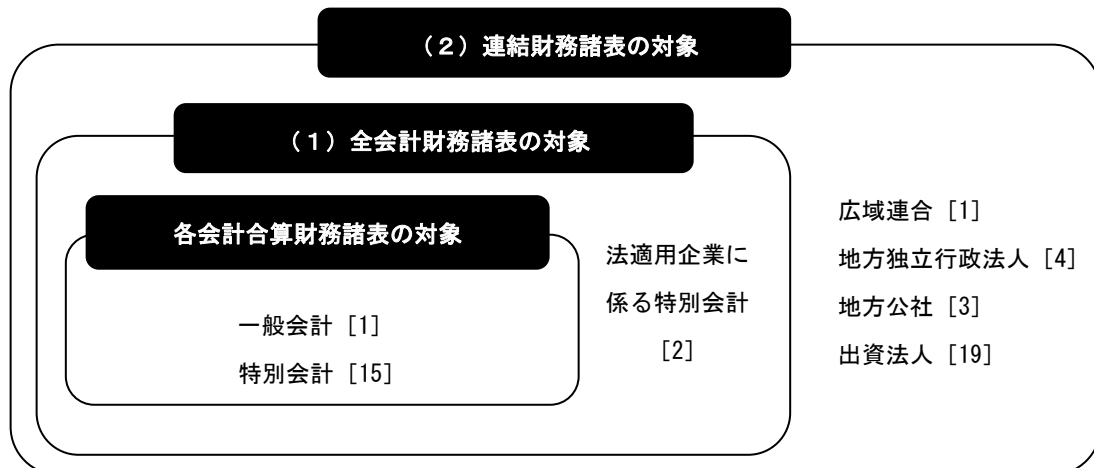 （２）連結財務諸表の対象
（１）全会計財務諸表の対象
各会計合算財務諸表の対象
一般会計 [1]
特別会計 [15]
法適用企業に
係る特別会計
[2]
広域連合 [1]
地方独立行政法人 [4]
地方公社 [3]
出資法人 [19]